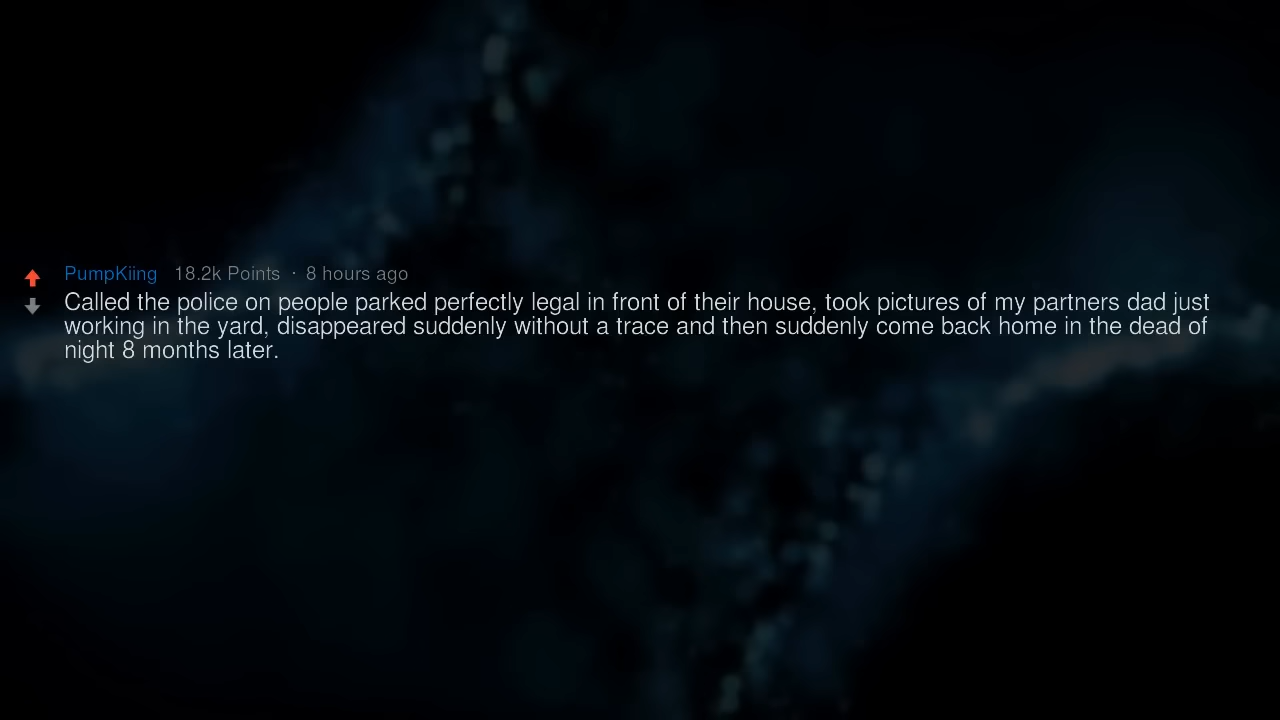 PumpKiing 18.2k Points · 8 hours ago
Called the police on people parked perfectly legal in front of their house, took pictures of my partners dad just
working in the yard, disappeared suddenly without a trace and then suddenly come back home in the dead of
night 8 months later.